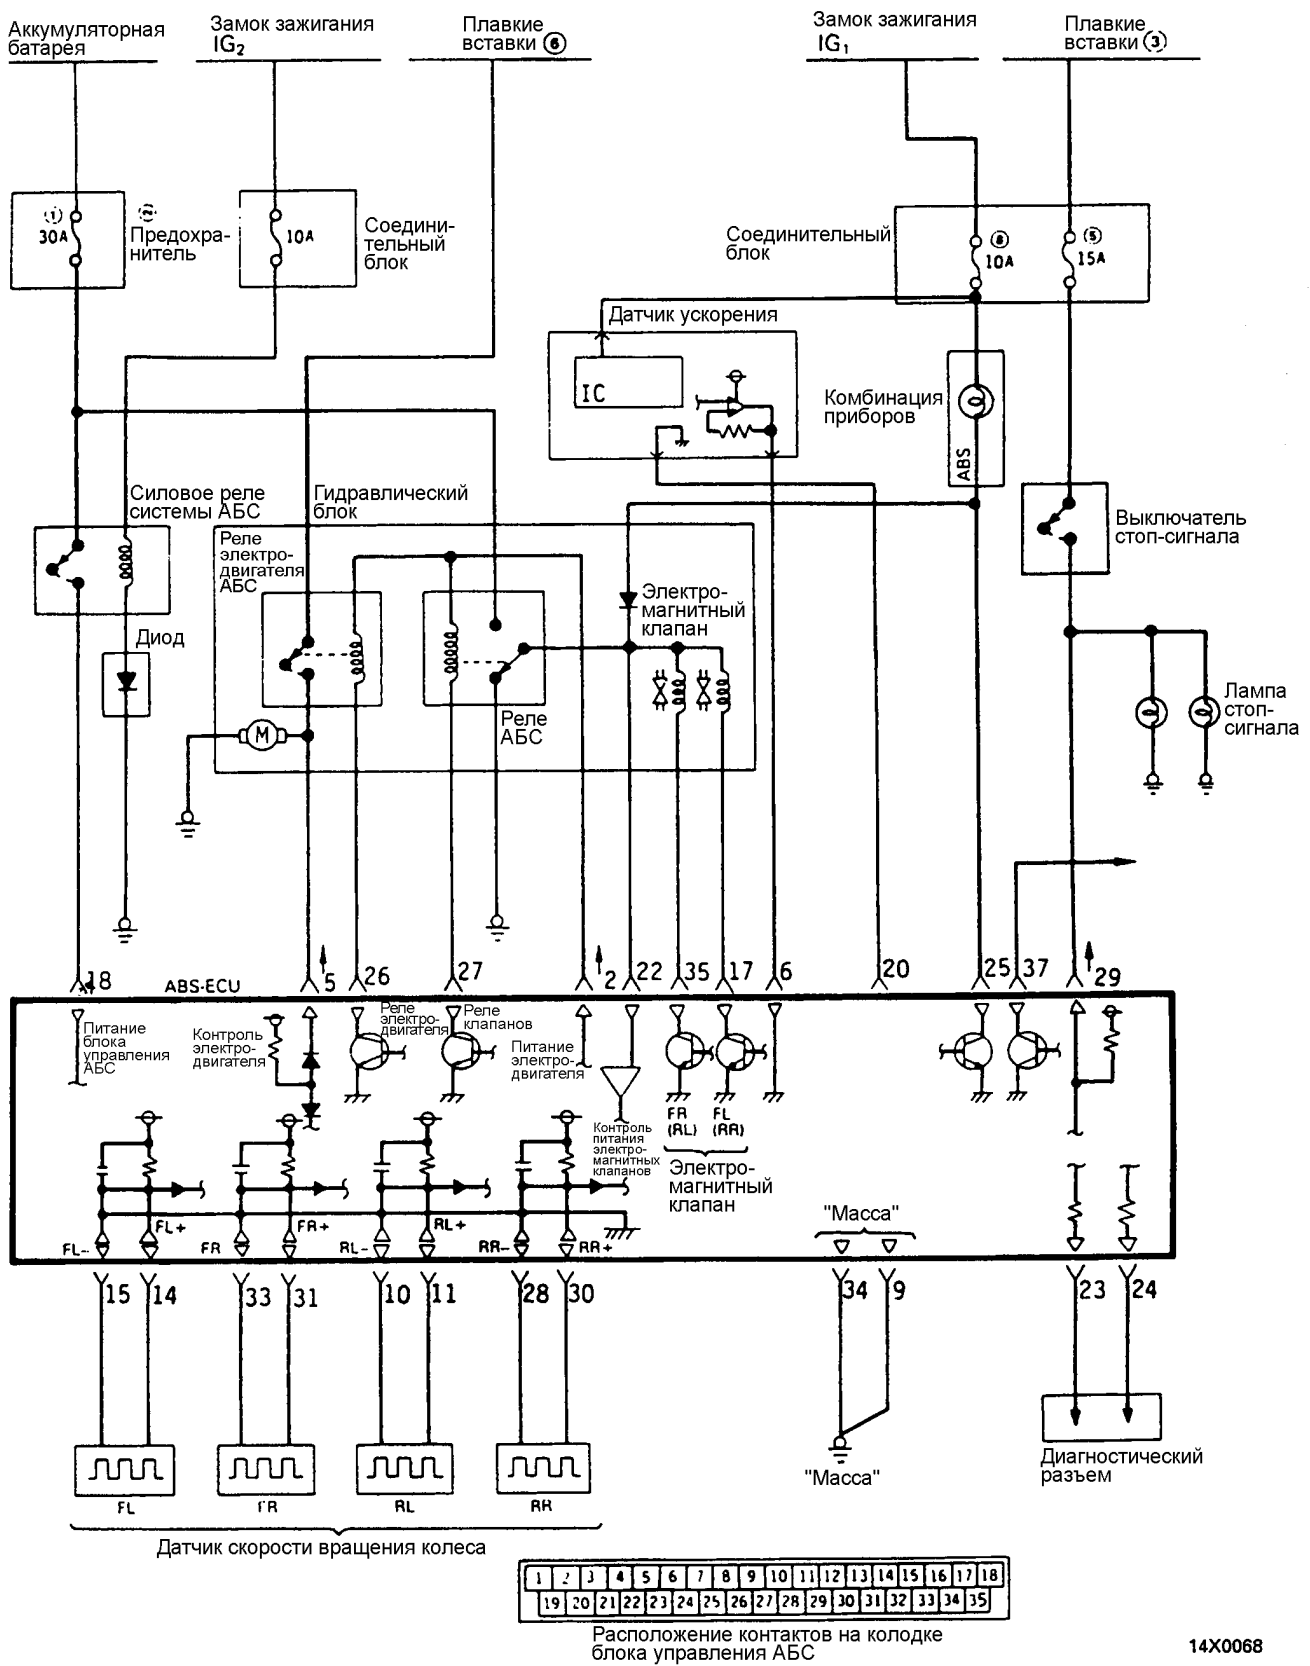 Аккумуляторная
батарея
Замок зажигания
IG₂
Плавкие
вставки ⑥
Замок зажигания
IG₁
Плавкие
вставки ③
① 30A
② Предохра-
нитель
10A
Соедини-
тельный
блок
Соединительный
блок
⑧ 10A
⑤ 15A
Датчик ускорения
IC
Комбинация
приборов
ABS
Силовое реле
системы АБС
Гидравлический
блок
Реле
электро-
двигателя
АБС
Электро-
магнитный
клапан
Выключатель
стоп-сигнала
Диод
M
Реле
АБС
Лампа
стоп-
сигнала
18
ABS-ECU
5
26
27
2
22
35
17
6
20
25
37
29
Питание
блока
управления
АБС
Контроль
электро-
двигателя
Реле
электро-
двигателя
Реле
клапанов
Питание
электро-
двигателя
Контроль
питания
электро-
магнитных
клапанов
FR
(RL)
FL
(RR)
Электро-
магнитный
клапан
"Масса"
FL-
FL+
FR
FR+
RL-
RL+
RR-
RR+
15
14
33
31
10
11
28
30
34
9
23
24
FL
FR
RL
RR
"Масса"
Диагностический
разъем
Датчик скорости вращения колеса
1 2 3 4 5 6 7 8 9 10 11 12 13 14 15 16 17 18
19 20 21 22 23 24 25 26 27 28 29 30 31 32 33 34 35
Расположение контактов на колодке
блока управления АБС
14X0068